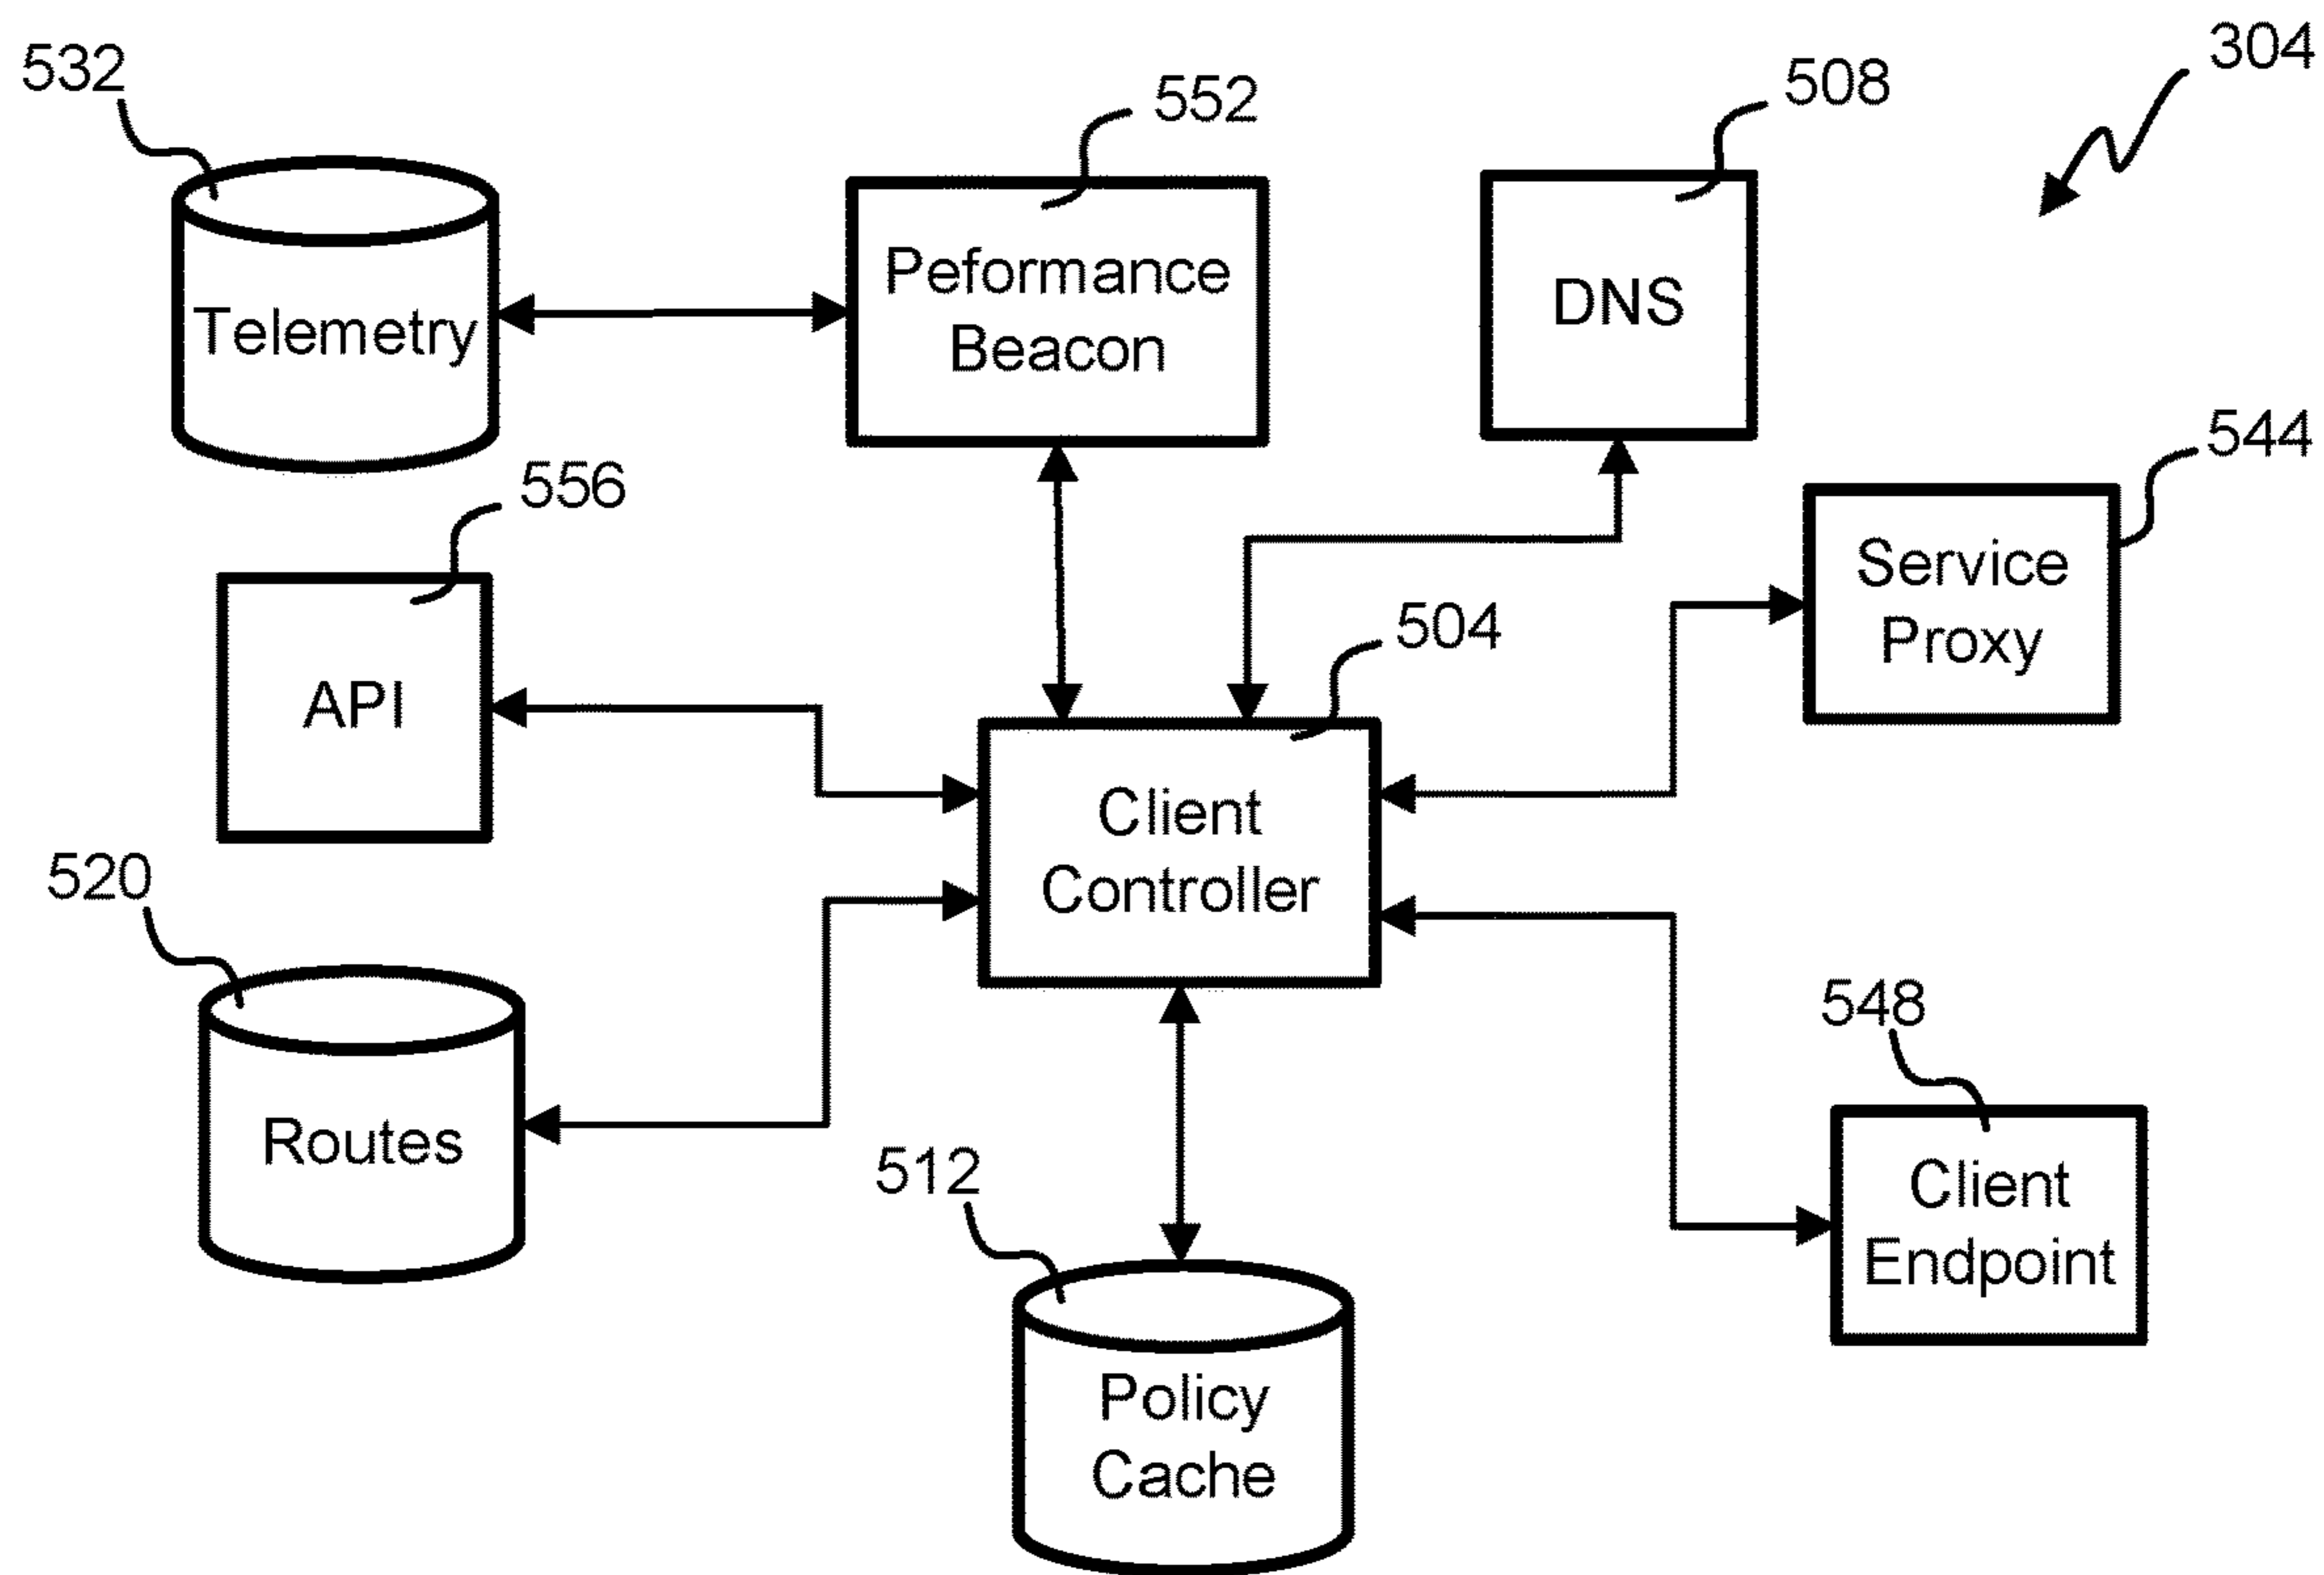 304
532
552
508
Telemetry
Peformance
Beacon
DNS
544
556
Service
Proxy
504
API
Client
Controller
520
548
Routes
512
Client
Endpoint
Policy
Cache